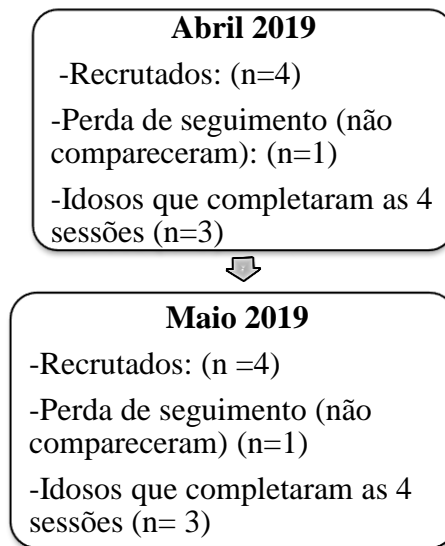 Abril 2019
-Recrutados: (n=4)
-Perda de seguimento (não
compareceram): (n=1)
-Idosos que completaram as 4
sessões (n=3)
Maio 2019
-Recrutados: (n =4)
-Perda de seguimento (não
compareceram) (n=1)
-Idosos que completaram as 4
sessões (n= 3)